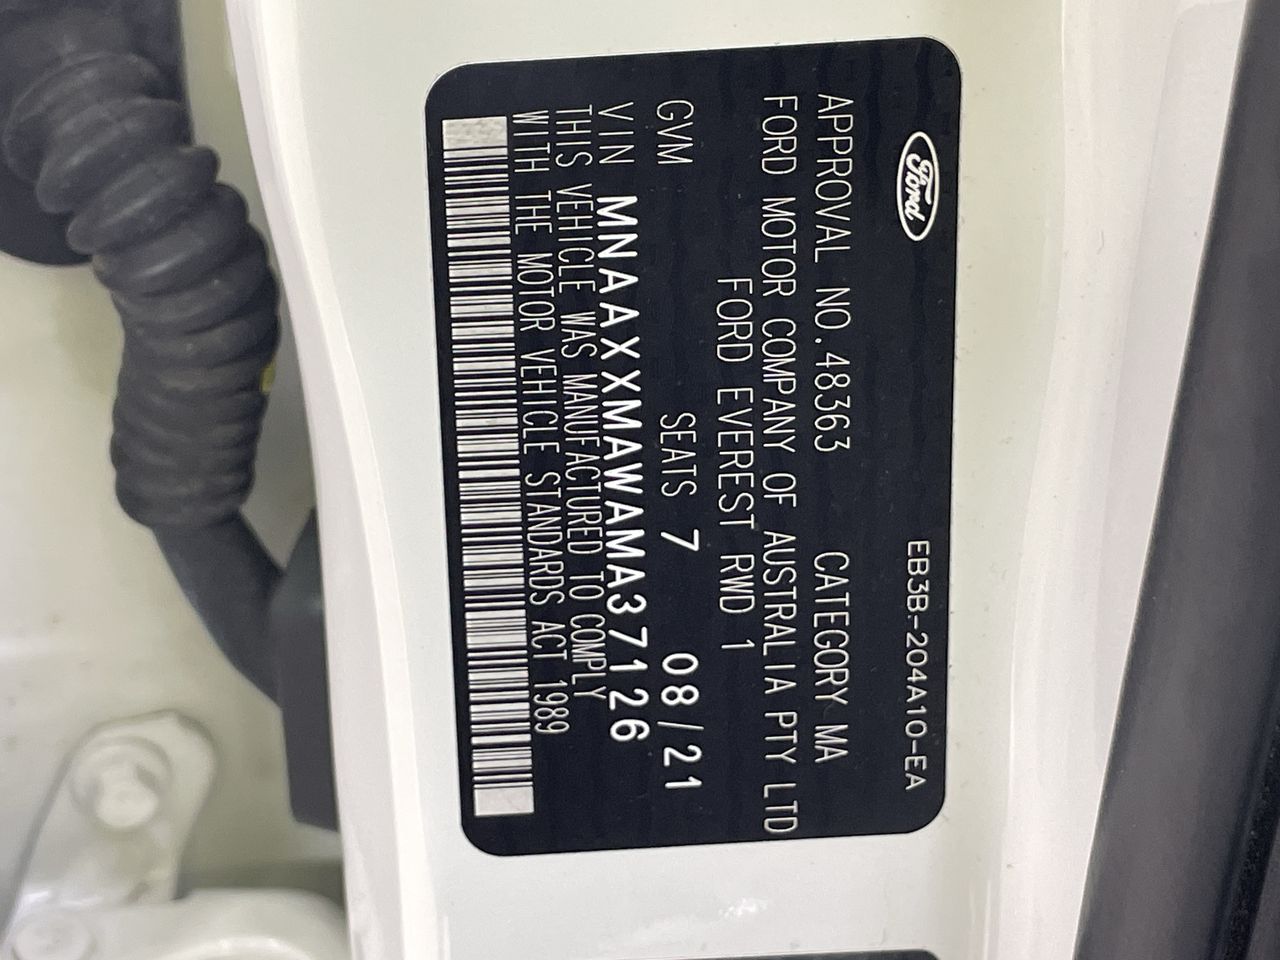 Ford
EB3B-204A10-EA
APPROVAL NO.48363 CATEGORY MA
FORD MOTOR COMPANY OF AUSTRALIA PTY LTD
FORD EVEREST RWD 1
GVM SEATS 7 08/21
VIN MNAAXXMAWAMA37126
THIS VEHICLE WAS MANUFACTURED TO COMPLY
WITH THE MOTOR VEHICLE STANDARDS ACT 1989